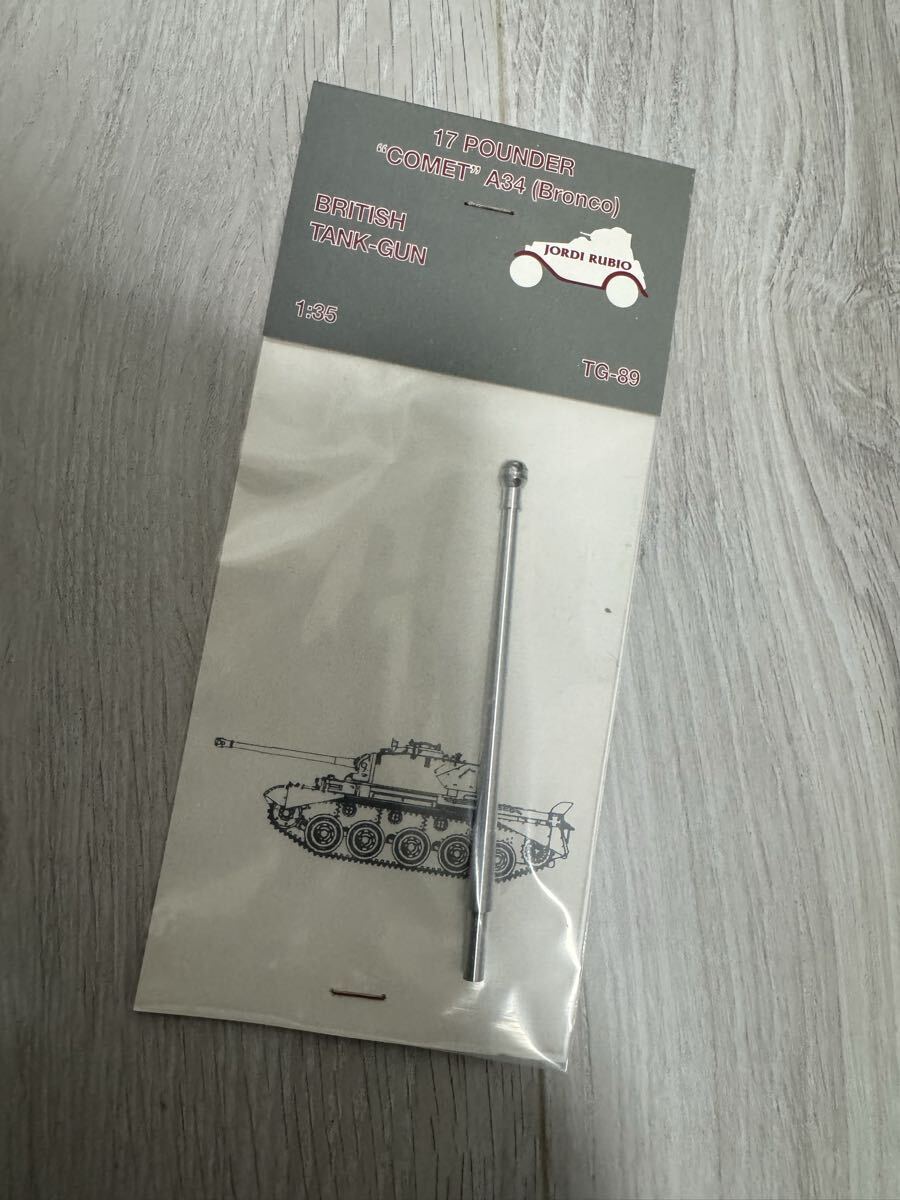 17 POUNDER
"COMET" A34 (Bronco)
BRITISH
TANK-GUN
JORDI RUBIO
1:35
TG-89